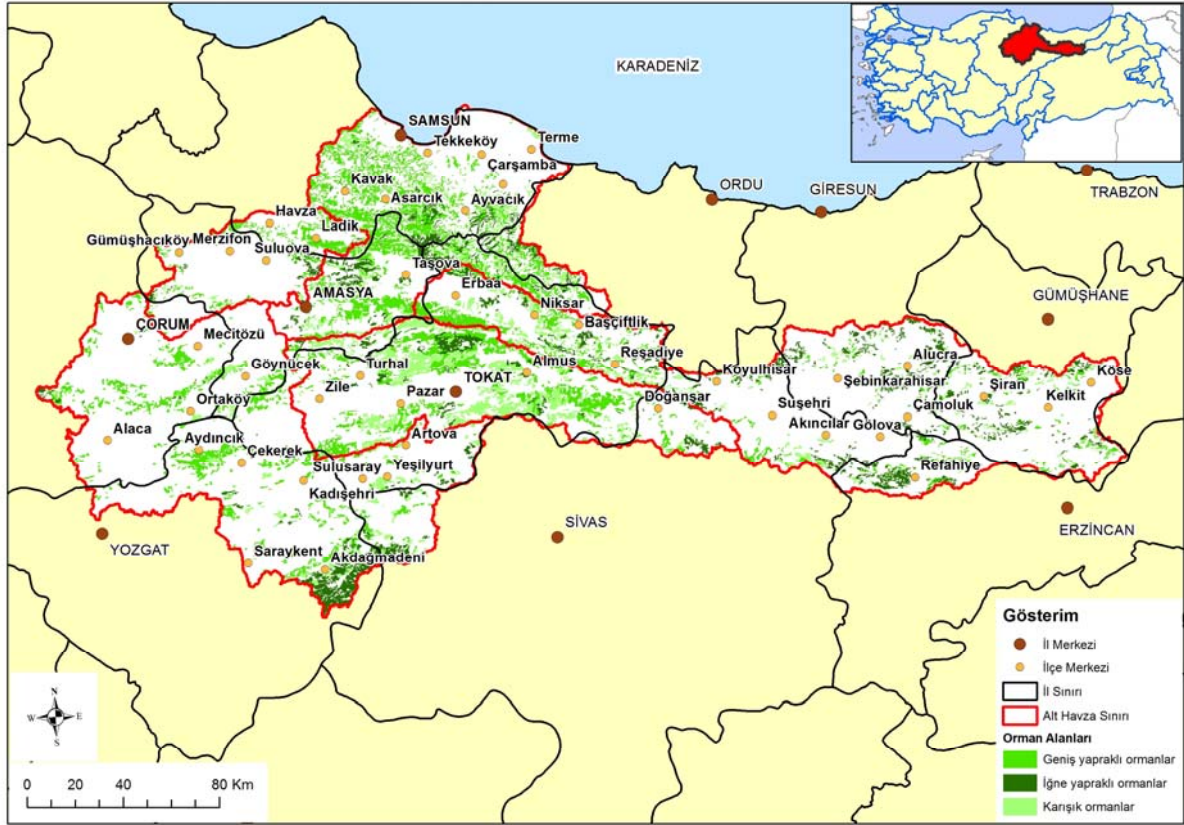 KARADENİZ
SAMSUN
Tekkeköy
Terme
Çarşamba
Kavak
Asarcık
Ayvacık
ORDU
GİRESUN
TRABZON
Havza
Ladik
Gümüşhacıköy
Merzifon
Suluova
Taşova
AMASYA
Erbaa
Niksar
Başçiftlik
GÜMÜŞHANE
ÇORUM
Mecitözü
Göynücek
Turhal
Almus
Reşadiye
Koyulhisar
Alucra
Şebinkarahisar
Şiran
Köse
Kelkit
Zile
Pazar
TOKAT
Doğanşar
Suşehri
Çamoluk
Ortaköy
Akıncılar
Gölova
Alaca
Aydıncık
Çekerek
Artova
Sulusaray
Yeşilyurt
Kadışehri
Refahiye
YOZGAT
SİVAS
ERZİNCAN
Saraykent
Akdağmadeni
Gösterim
İl Merkezi
İlçe Merkezi
İl Sınırı
Alt Havza Sınırı
Orman Alanları
Geniş yapraklı ormanlar
İğne yapraklı ormanlar
Karışık ormanlar
N
W E
S
0 20 40 80 Km